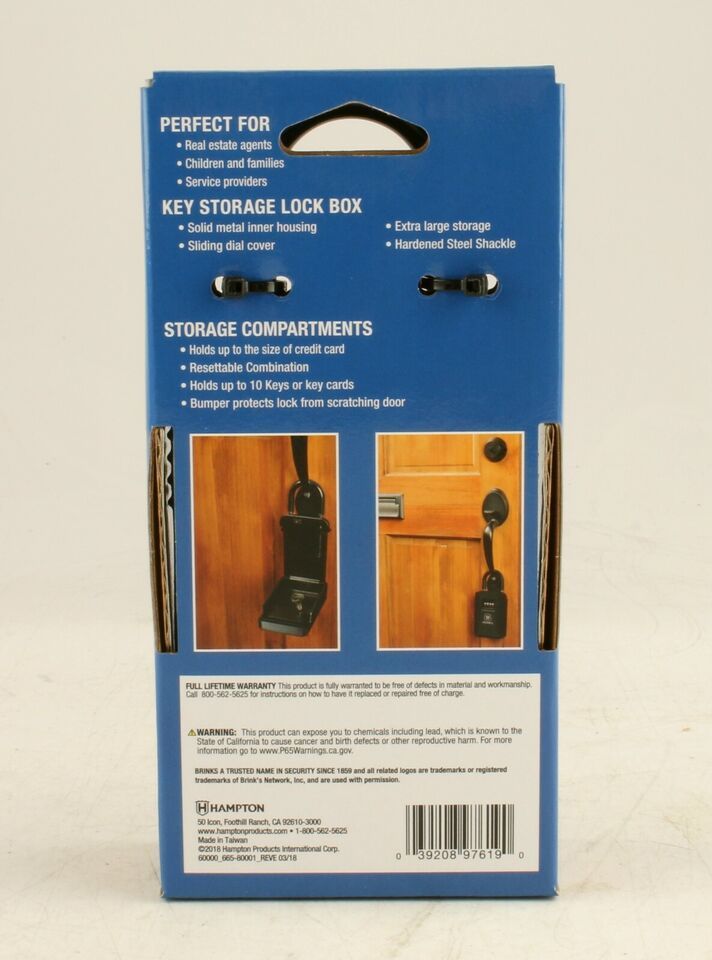 PERFECT FOR
• Real estate agents
• Children and families
• Service providers
KEY STORAGE LOCK BOX
• Solid metal inner housing
• Sliding dial cover
• Extra large storage
• Hardened Steel Shackle
STORAGE COMPARTMENTS
• Holds up to the size of credit card
• Resettable Combination
• Holds up to 10 Keys or key cards
• Bumper protects lock from scratching door
FULL LIFETIME WARRANTY This product is fully warranted to be free of defects in material and workmanship.
Call 800-562-5625 for instructions on how to have it replaced or repaired free of charge.
⚠WARNING: This product can expose you to chemicals including lead, which is known to the
State of California to cause cancer and birth defects or other reproductive harm. For more
information go to www.P65Warnings.ca.gov.
BRINKS A TRUSTED NAME IN SECURITY SINCE 1859 and all related logos are trademarks or registered
trademarks of Brink's Network, Inc, and are used with permission.
HAMPTON
50 Icon, Foothill Ranch, CA 92610-3000
www.hamptonproducts.com • 1-800-562-5625
Made in Taiwan
©2018 Hampton Products International Corp.
60000_665-80001_REVE 03/18
0 39208 97619 0